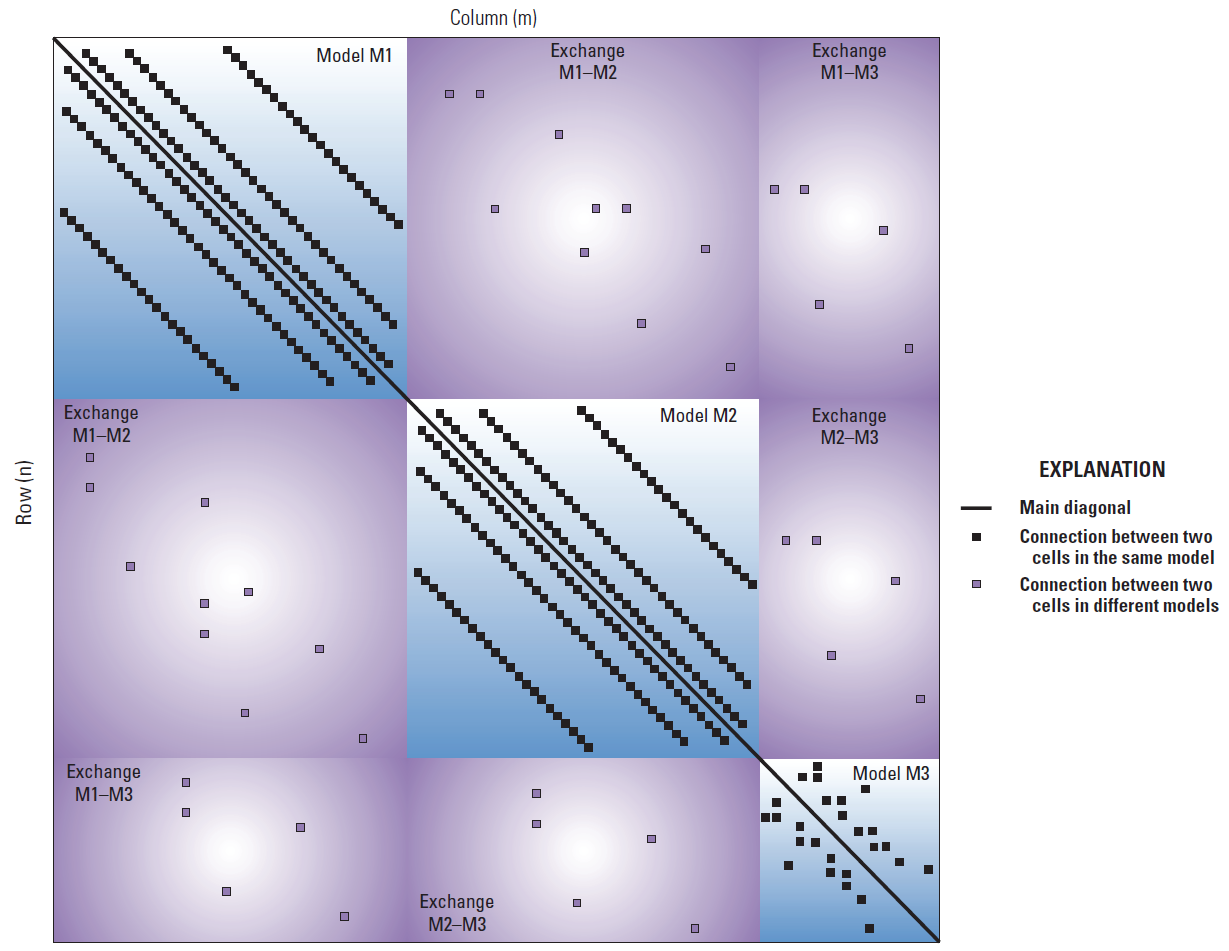 Column (m)
Model M1
Exchange
M1–M2
Exchange
M1–M3
Row (n)
Exchange
M1–M2
Model M2
Exchange
M2–M3
Exchange
M1–M3
Exchange
M2–M3
Model M3
EXPLANATION
Main diagonal
Connection between two
cells in the same model
Connection between two
cells in different models